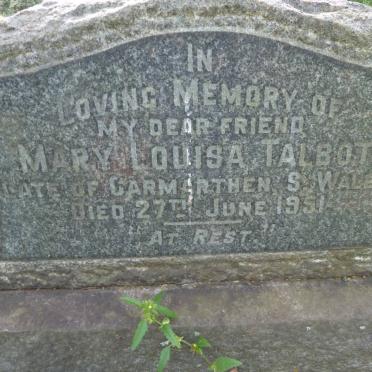 IN
LOVING MEMORY OF
MY DEAR FRIEND
MARY LOUISA TALBOT
LATE OF CARMARTHEN S. WALES
DIED 27TH JUNE 1951
"AT REST"